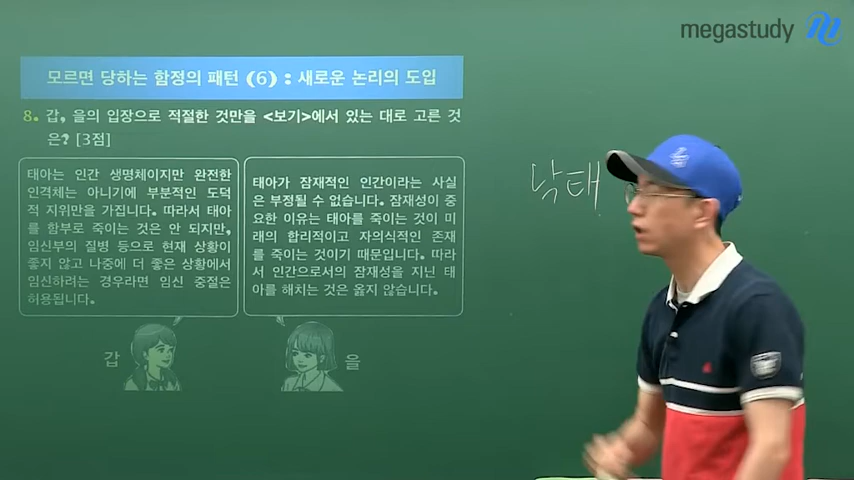 megastudy
모르면 당하는 함정의 패턴 (6) : 새로운 논리의 도입
8. 갑, 을의 입장으로 적절한 것만을 <보기>에서 있는 대로 고른 것
은? [3점]
태아는 인간 생명체이지만 완전한
인격체는 아니기에 부분적인 도덕
적 지위만을 가집니다. 따라서 태아
를 함부로 죽이는 것은 안 되지만,
임신부의 질병 등으로 현재 상황이
좋지 않고 나중에 더 좋은 상황에서
임신하려는 경우라면 임신 중절은
허용됩니다.
태아가 잠재적인 인간이라는 사실
은 부정될 수 없습니다. 잠재성이 중
요한 이유는 태아를 죽이는 것이 미
래의 합리적이고 자의식적인 존재
를 죽이는 것이기 때문입니다. 따라
서 인간으로서의 잠재성을 지닌 태
아를 해치는 것은 옳지 않습니다.
갑
을
낙태